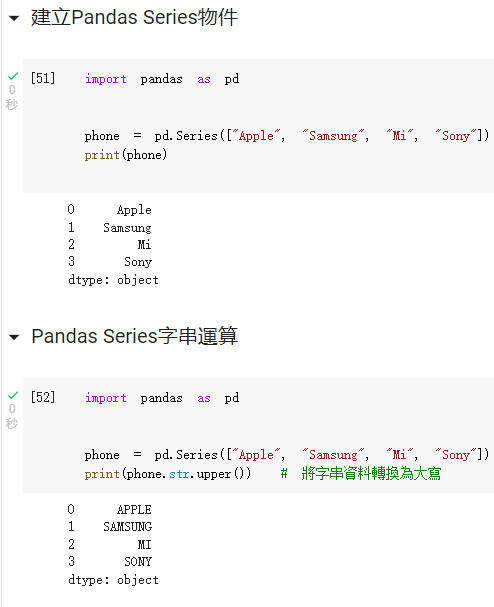 建立Pandas Series物件
[51] import pandas as pd
0
秒
phone = pd.Series(["Apple", "Samsung", "Mi", "Sony"])
print(phone)
0 Apple
1 Samsung
2 Mi
3 Sony
dtype: object
Pandas Series字串運算
[52] import pandas as pd
0
秒
phone = pd.Series(["Apple", "Samsung", "Mi", "Sony"])
print(phone.str.upper()) # 將字串資料轉換為大寫
0 APPLE
1 SAMSUNG
2 MI
3 SONY
dtype: object